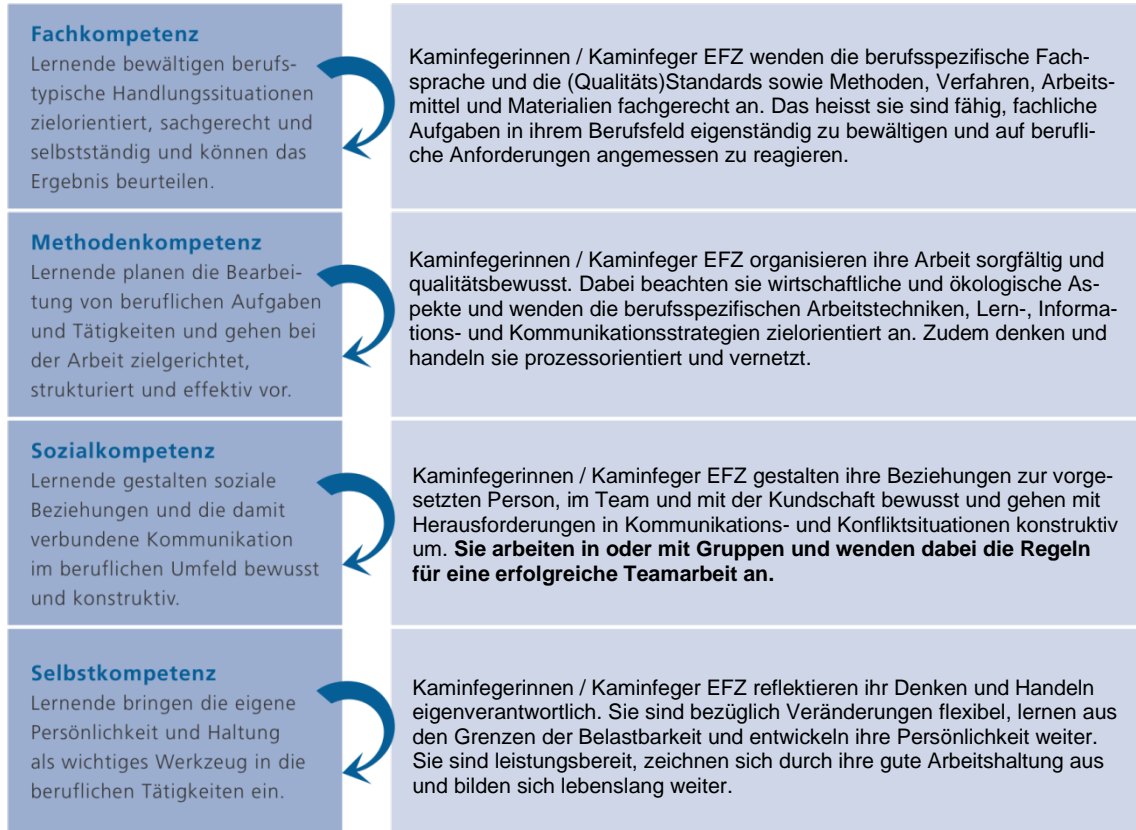 Fachkompetenz
Lernende bewältigen berufs-
typische Handlungssituationen
zielorientiert, sachgerecht und
selbstständig und können das
Ergebnis beurteilen.
Kaminfegerinnen / Kaminfeger EFZ wenden die berufsspezifische Fach-
sprache und die (Qualitäts)Standards sowie Methoden, Verfahren, Arbeits-
mittel und Materialien fachgerecht an. Das heisst sie sind fähig, fachliche
Aufgaben in ihrem Berufsfeld eigenständig zu bewältigen und auf berufli-
che Anforderungen angemessen zu reagieren.
Methodenkompetenz
Lernende planen die Bearbei-
tung von beruflichen Aufgaben
und Tätigkeiten und gehen bei
der Arbeit zielgerichtet,
strukturiert und effektiv vor.
Kaminfegerinnen / Kaminfeger EFZ organisieren ihre Arbeit sorgfältig und
qualitätsbewusst. Dabei beachten sie wirtschaftliche und ökologische As-
pekte und wenden die berufsspezifischen Arbeitstechniken, Lern-, Informa-
tions- und Kommunikationsstrategien zielorientiert an. Zudem denken und
handeln sie prozessorientiert und vernetzt.
Sozialkompetenz
Lernende gestalten soziale
Beziehungen und die damit
verbundene Kommunikation
im beruflichen Umfeld bewusst
und konstruktiv.
Kaminfegerinnen / Kaminfeger EFZ gestalten ihre Beziehungen zur vorge-
setzten Person, im Team und mit der Kundschaft bewusst und gehen mit
Herausforderungen in Kommunikations- und Konfliktsituationen konstruktiv
um. Sie arbeiten in oder mit Gruppen und wenden dabei die Regeln
für eine erfolgreiche Teamarbeit an.
Selbstkompetenz
Lernende bringen die eigene
Persönlichkeit und Haltung
als wichtiges Werkzeug in die
beruflichen Tätigkeiten ein.
Kaminfegerinnen / Kaminfeger EFZ reflektieren ihr Denken und Handeln
eigenverantwortlich. Sie sind bezüglich Veränderungen flexibel, lernen aus
den Grenzen der Belastbarkeit und entwickeln ihre Persönlichkeit weiter.
Sie sind leistungsbereit, zeichnen sich durch ihre gute Arbeitshaltung aus
und bilden sich lebenslang weiter.